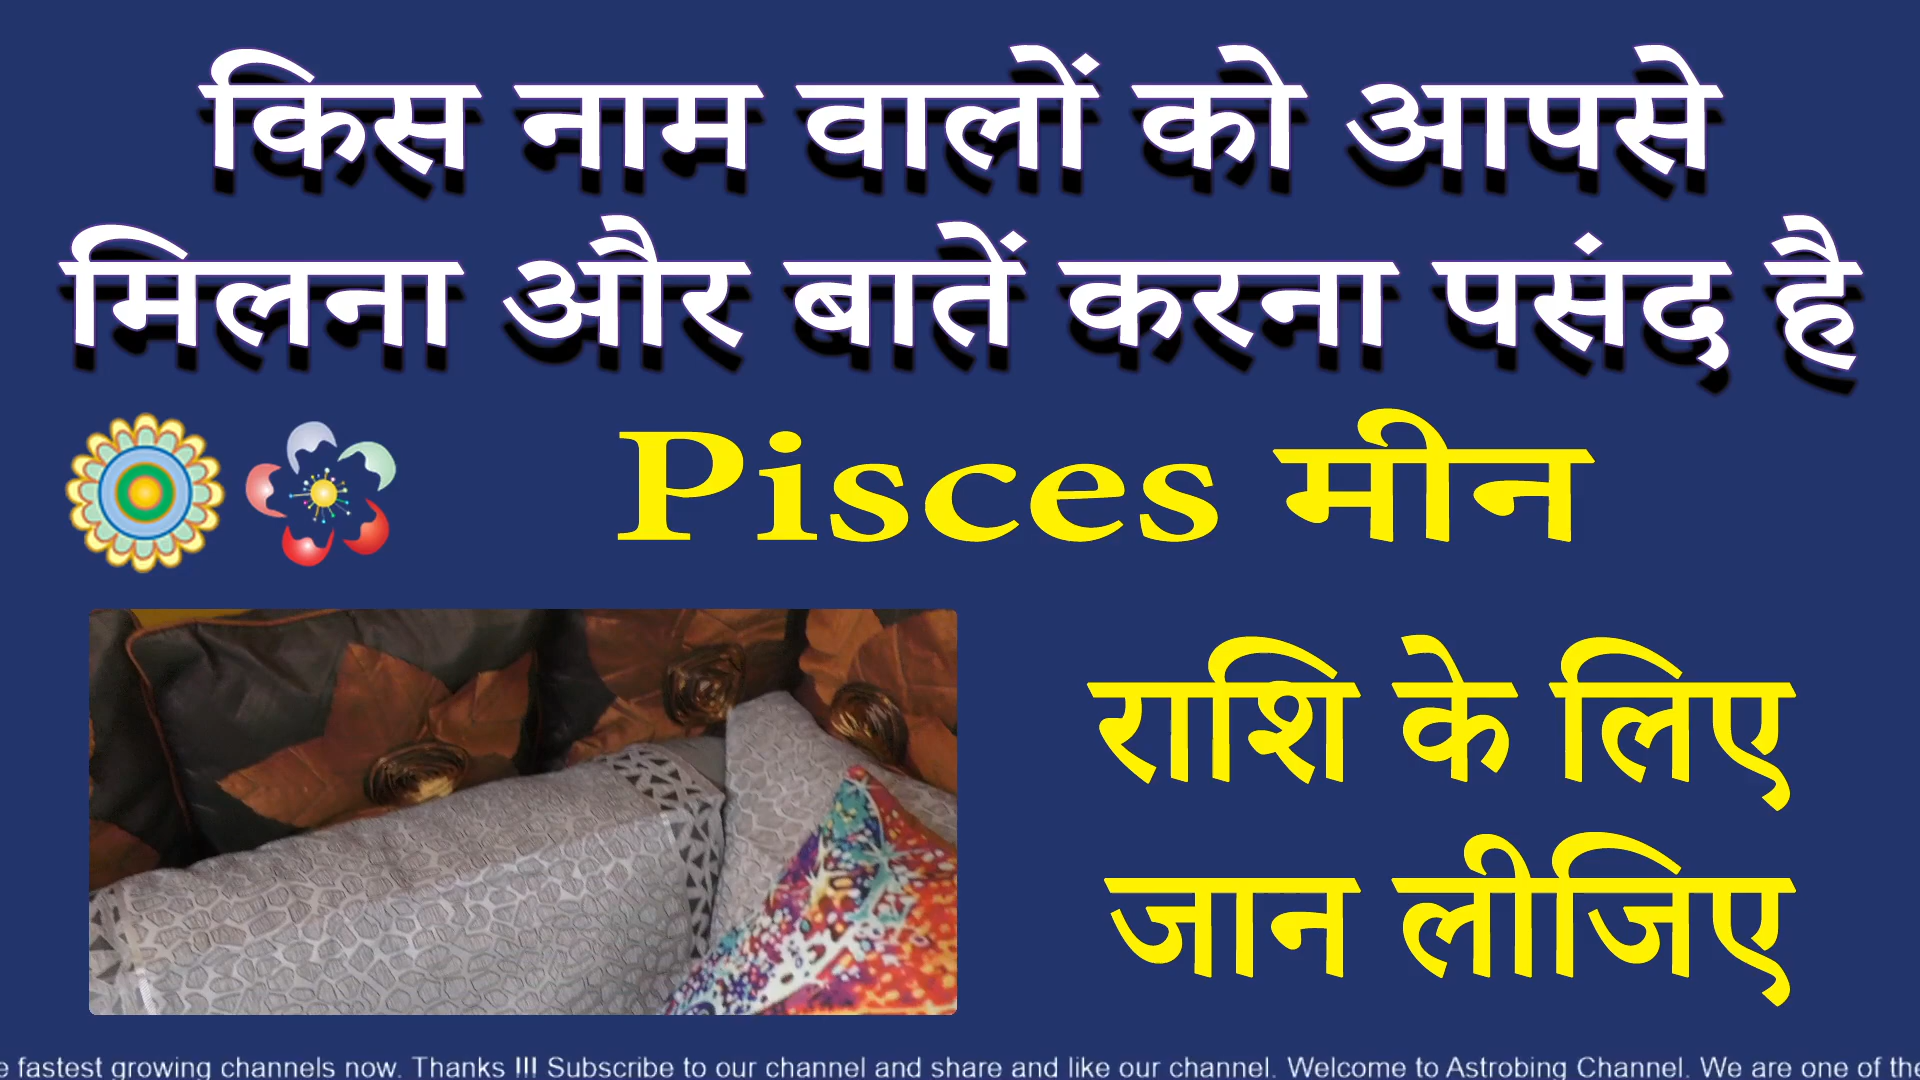 किस नाम वालों को आपसे
मिलना और बातें करना पसंद है
Pisces मीन
राशि के लिए
जान लीजिए
e fastest growing channels now. Thanks !!! Subscribe to our channel and share and like our channel. Welcome to Astrobing Channel. We are one of the